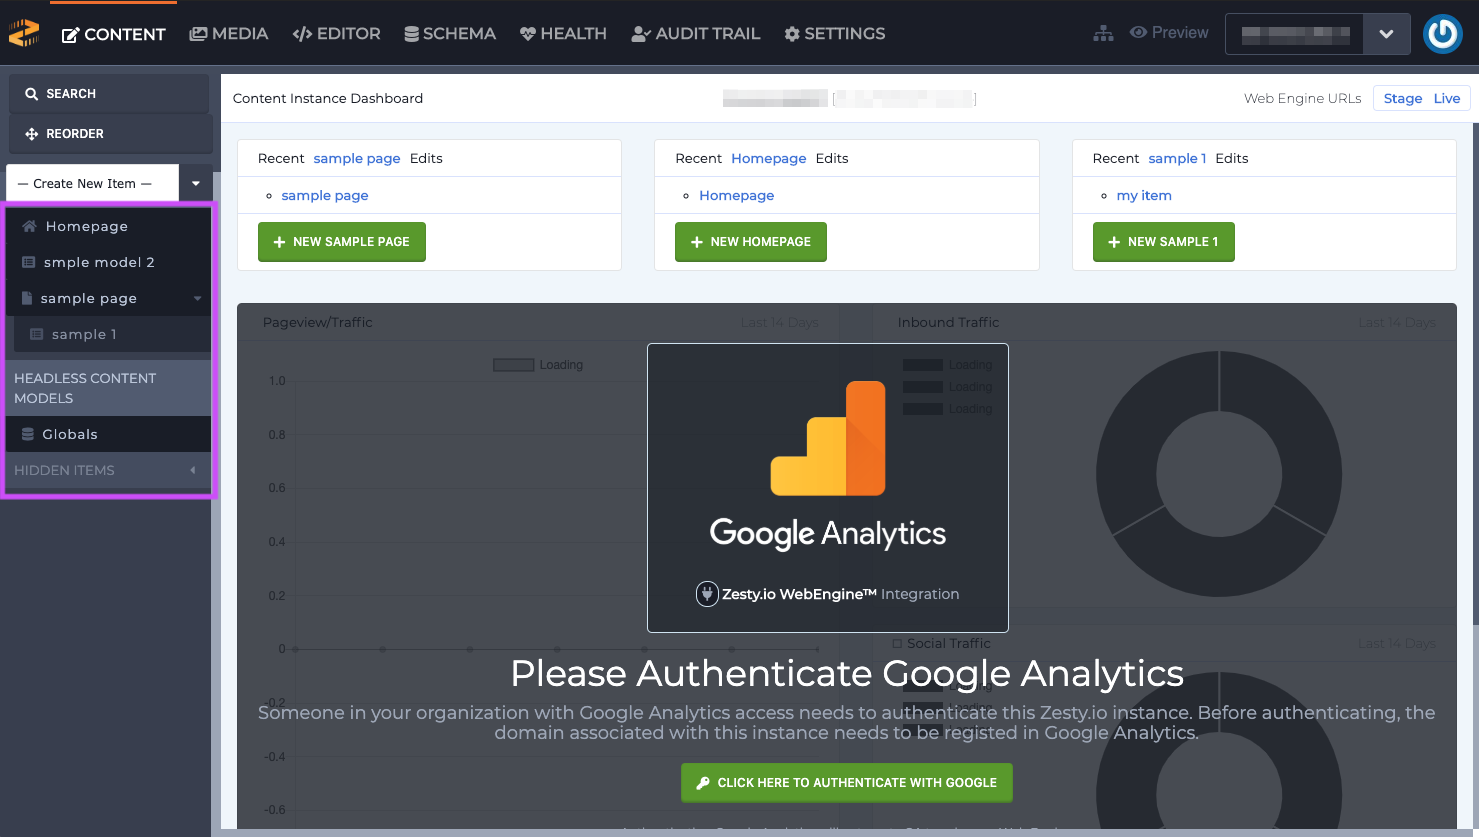 CONTENT MEDIA EDITOR SCHEMA HEALTH AUDIT TRAIL SETTINGS Preview
SEARCH
REORDER
— Create New Item —
Homepage
smple model 2
sample page
sample 1
HEADLESS CONTENT
MODELS
Globals
HIDDEN ITEMS
Content Instance Dashboard [ ] Web Engine URLs Stage Live
Recent sample page Edits
sample page
NEW SAMPLE PAGE
Recent Homepage Edits
Homepage
NEW HOMEPAGE
Recent sample 1 Edits
my item
NEW SAMPLE 1
Pageview/Traffic Last 14 Days
Loading
1.0
0.8
0.6
0.4
0.2
0
-0.2
-0.4
-0.6
Inbound Traffic Last 14 Days
Loading
Loading
Loading
Google Analytics
Zesty.io WebEngine™ Integration
Social Traffic Last 14 Days
Loading
Loading
Please Authenticate Google Analytics
Someone in your organization with Google Analytics access needs to authenticate this Zesty.io instance. Before authenticating, the
domain associated with this instance needs to be registed in Google Analytics.
CLICK HERE TO AUTHENTICATE WITH GOOGLE